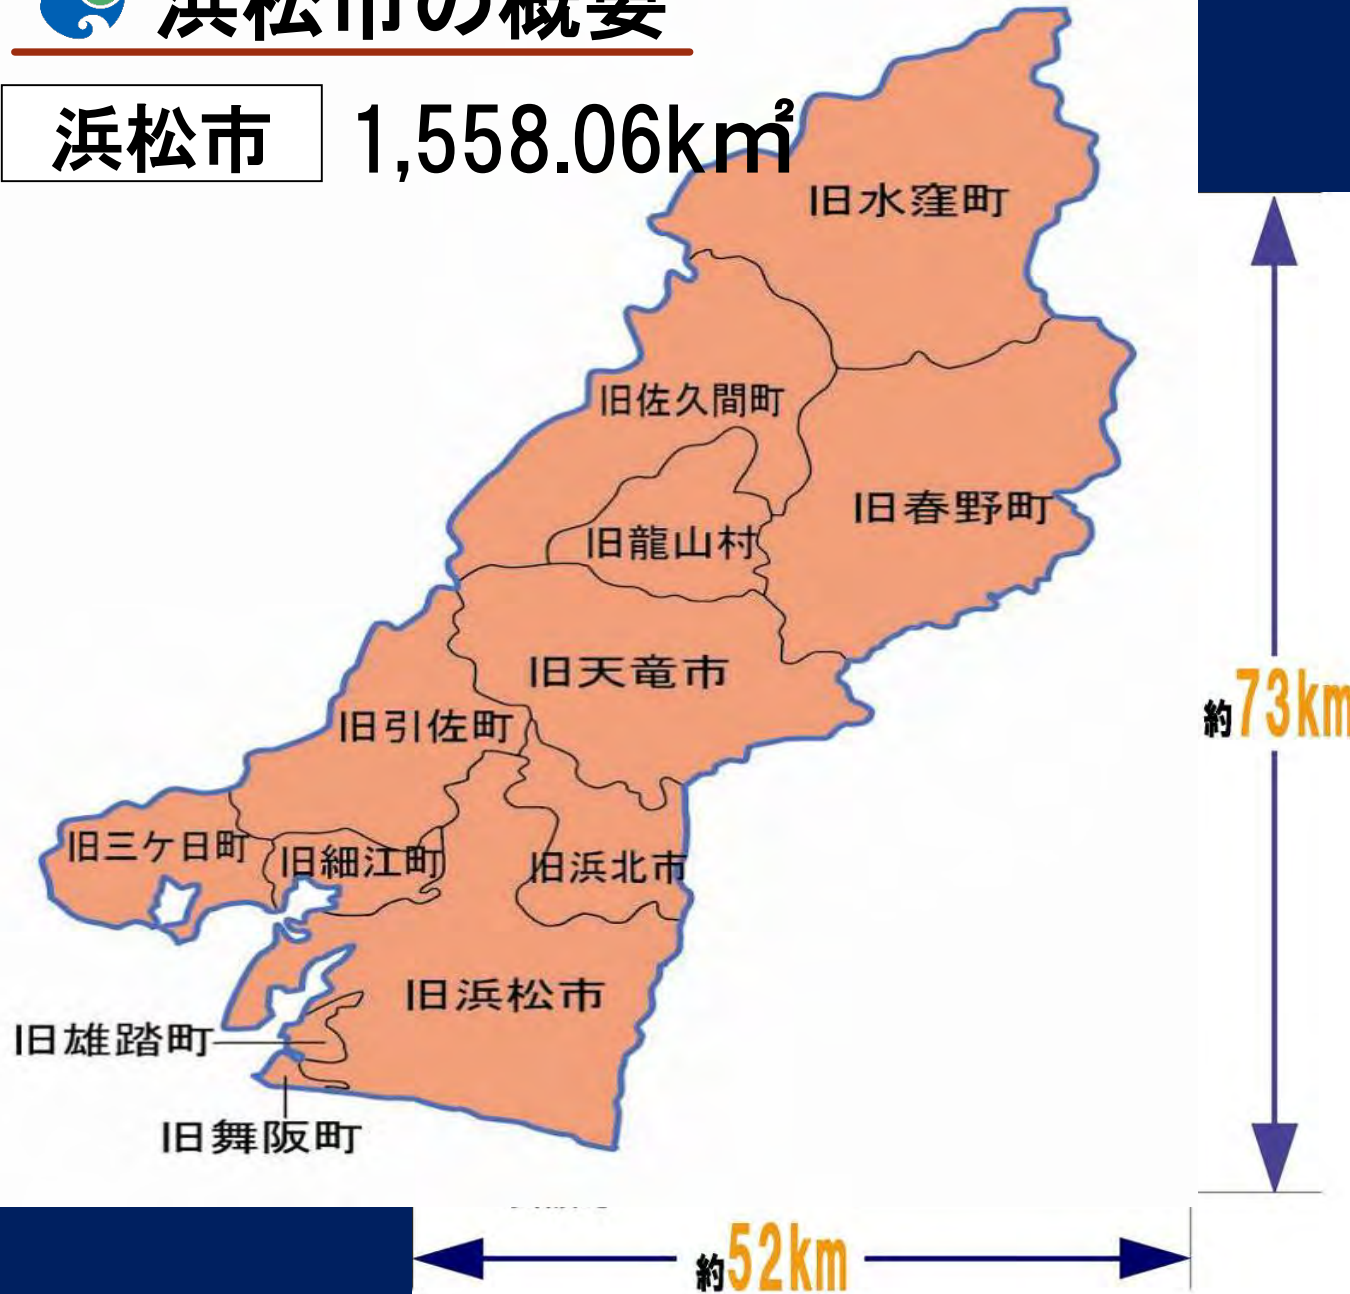 浜松市の概要
浜松市 1,558.06km²
旧水窪町
旧佐久間町
旧春野町
旧龍山村
旧天竜市
旧引佐町
旧三ケ日町
旧細江町
旧浜北市
旧浜松市
旧雄踏町
旧舞阪町
約73km
約52km